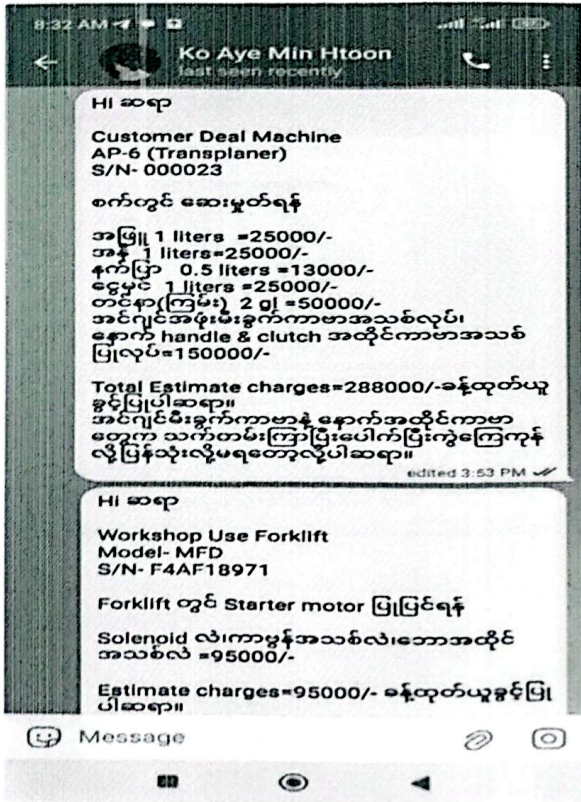 8:32 AM
Ko Aye Min Htoon
last seen recently
Hi ဆရာ
Customer Deal Machine
AP-6 (Transplaner)
S/N- 000023
စက်တွင် ဆေးမှုတ်ရန်
အဖြူ 1 liters =25000/-
အနီ 1 liters=25000/-
နက်ပြာ 0.5 liters =13000/-
ငွေမှင် 1 liters =25000/-
တင်နာ(ကြမ်း) 2 gl =50000/-
အင်ဂျင်အဖုံးမီးခွက်ကာဗာအသစ်လုပ်၊
နောက် handle & clutch အထိုင်ကာဗာအသစ်
ပြုလုပ်=150000/-
Total Estimate charges=288000/-ခန့်ထုတ်ယူ
ခွင့်ပြုပါဆရာ။
အင်ဂျင်မီးခွက်ကာဗာနဲ့ နောက်အထိုင်ကာဗာ
တွေက သက်တမ်းကြာပြီးပေါက်ပြီးကွဲကြေကုန်
လို့ပြန်သုံးလို့မရတော့လို့ပါဆရာ။
edited 3:53 PM
Hi ဆရာ
Workshop Use Forklift
Model- MFD
S/N- F4AF18971
Forklift တွင် Starter motor ပြုပြင်ရန်
Solenoid လဲ၊ကာဗွန်အသစ်လဲ၊ဘောအထိုင်
အသစ်လဲ =95000/-
Estimate charges=95000/- ခန့်ထုတ်ယူခွင့်ပြု
ပါဆရာ။
Message